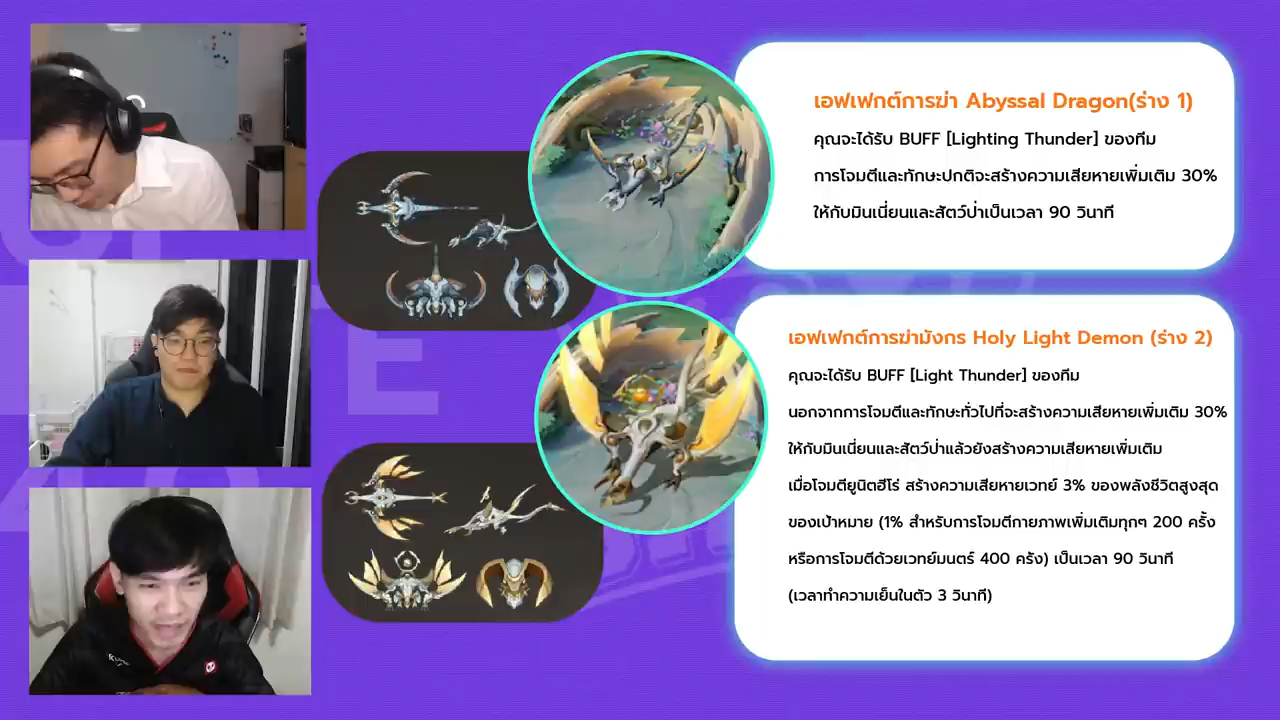 เอฟเฟกต์การฆ่า Abyssal Dragon(ร่าง 1)
คุณจะได้รับ BUFF [Lighting Thunder] ของทีม
การโจมตีและทักษะปกติจะสร้างความเสียหายเพิ่มเติม 30%
ให้กับมินเนี่ยนและสัตว์ป่าเป็นเวลา 90 วินาที
เอฟเฟกต์การฆ่ามังกร Holy Light Demon (ร่าง 2)
คุณจะได้รับ BUFF [Light Thunder] ของทีม
นอกจากการโจมตีและทักษะทั่วไปที่จะสร้างความเสียหายเพิ่มเติม 30%
ให้กับมินเนี่ยนและสัตว์ป่าแล้วยังสร้างความเสียหายเพิ่มเติม
เมื่อโจมตียูนิตฮีโร่ สร้างความเสียหายเวทย์ 3% ของพลังชีวิตสูงสุด
ของเป้าหมาย (1% สำหรับการโจมตีกายภาพเพิ่มเติมทุกๆ 200 ครั้ง
หรือการโจมตีด้วยเวทย์มนตร์ 400 ครั้ง) เป็นเวลา 90 วินาที
(เวลาทำความเย็นในตัว 3 วินาที)